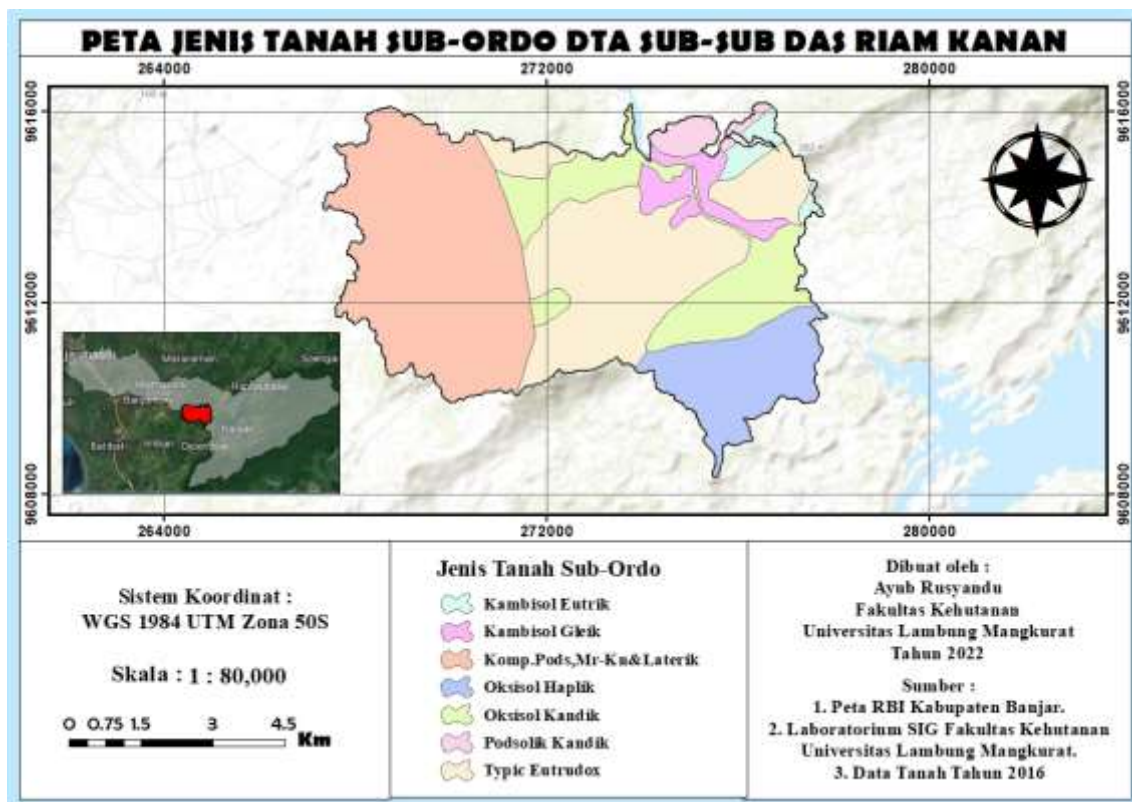 PETA JENIS TANAH SUB-ORDO DTA SUB-SUB DAS RIAM KANAN
264000 272000 280000
9616000 9616000
9612000 9612000
9608000 9608000
264000 272000 280000
Sistem Koordinat :
WGS 1984 UTM Zona 50S
Skala : 1 : 80,000
0 0.75 1.5 3 4.5
Km
Jenis Tanah Sub-Ordo
Kambisol Eutrik
Kambisol Gleik
Komp.Pods,Mr-Kn&Laterik
Oksisol Haplik
Oksisol Kandik
Podsolik Kandik
Typic Eutrudox
Dibuat oleh :
Ayub Rusyandu
Fakultas Kehutanan
Universitas Lambung Mangkurat
Tahun 2022
Sumber :
1. Peta RBI Kabupaten Banjar.
2. Laboratorium SIG Fakultas Kehutanan
Universitas Lambung Mangkurat.
3. Data Tanah Tahun 2016